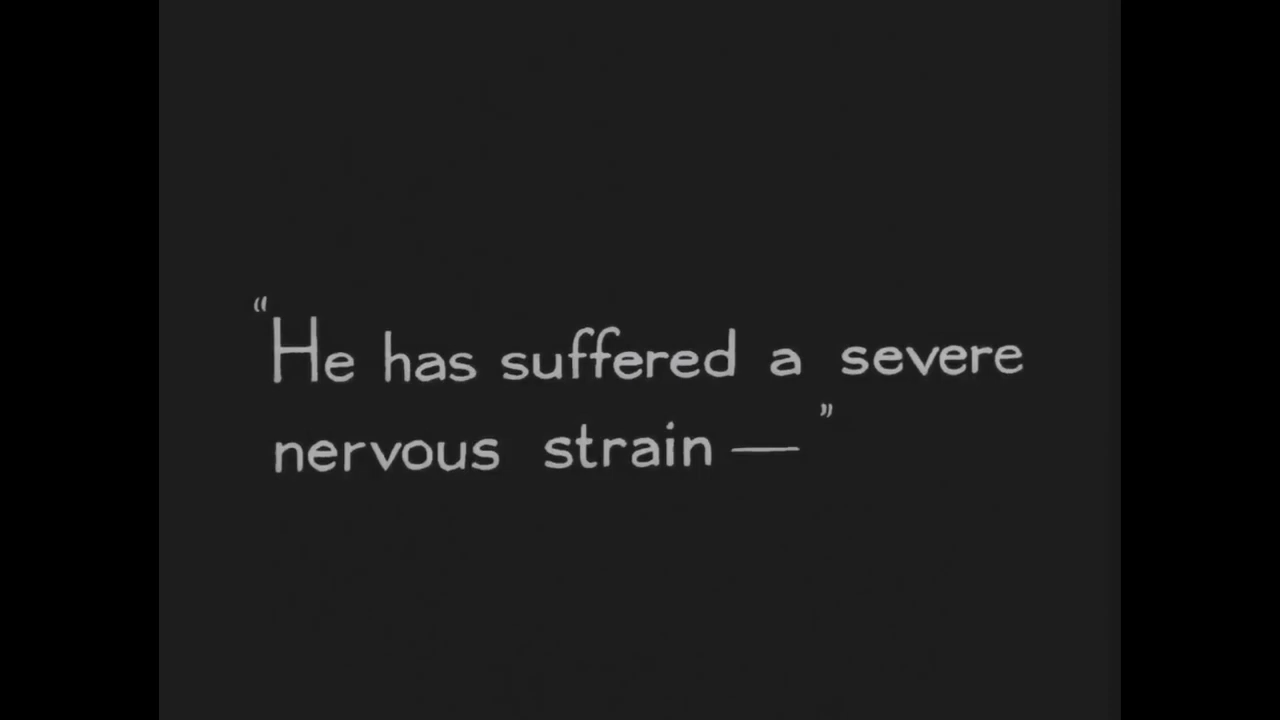 “He has suffered a severe
nervous strain — ”